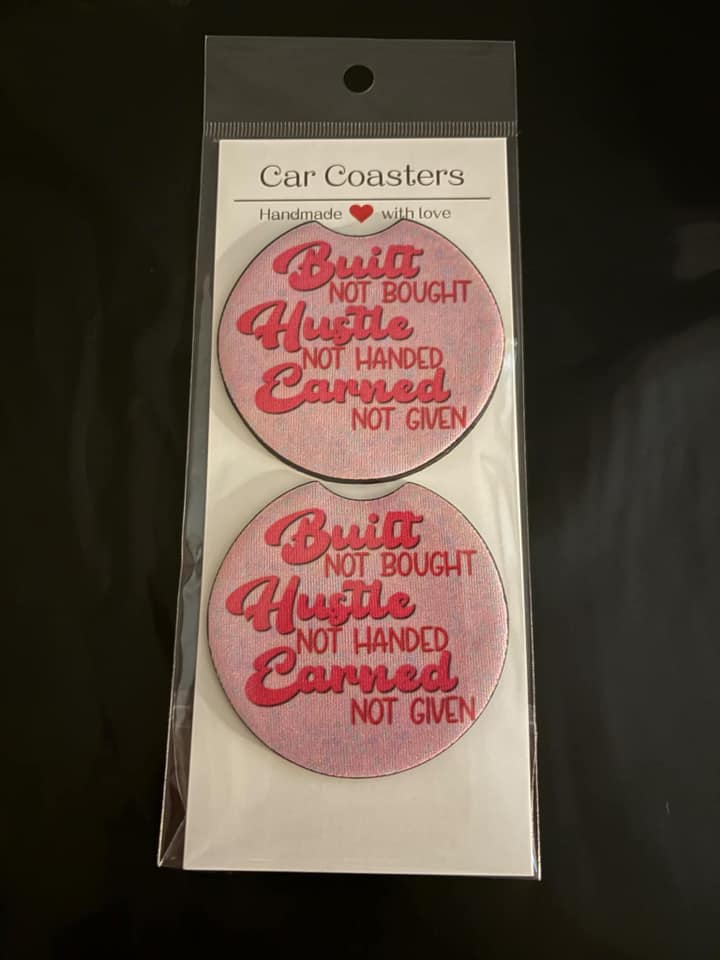 Car Coasters
Handmade ❤ with love
Built
NOT BOUGHT
Hustle
NOT HANDED
Earned
NOT GIVEN
Built
NOT BOUGHT
Hustle
NOT HANDED
Earned
NOT GIVEN